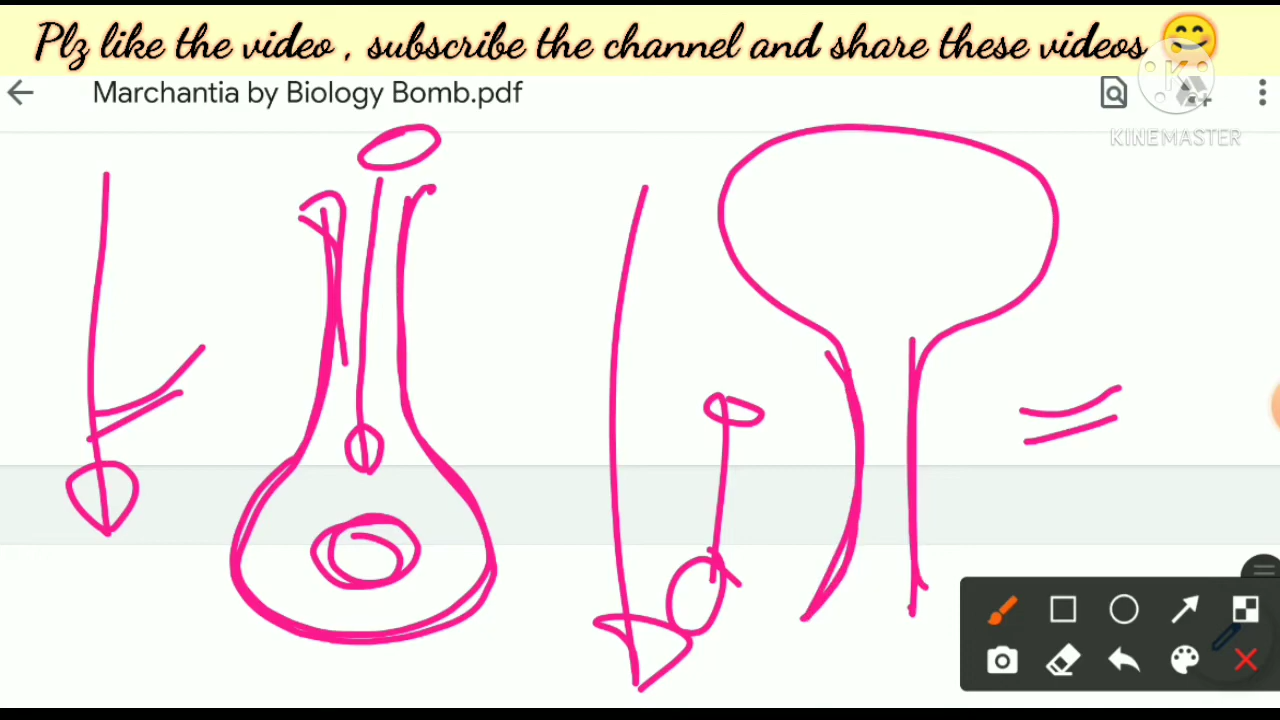 Plz like the video , subscribe the channel and share these videos 😊
Marchantia by Biology Bomb.pdf
KINEMASTER